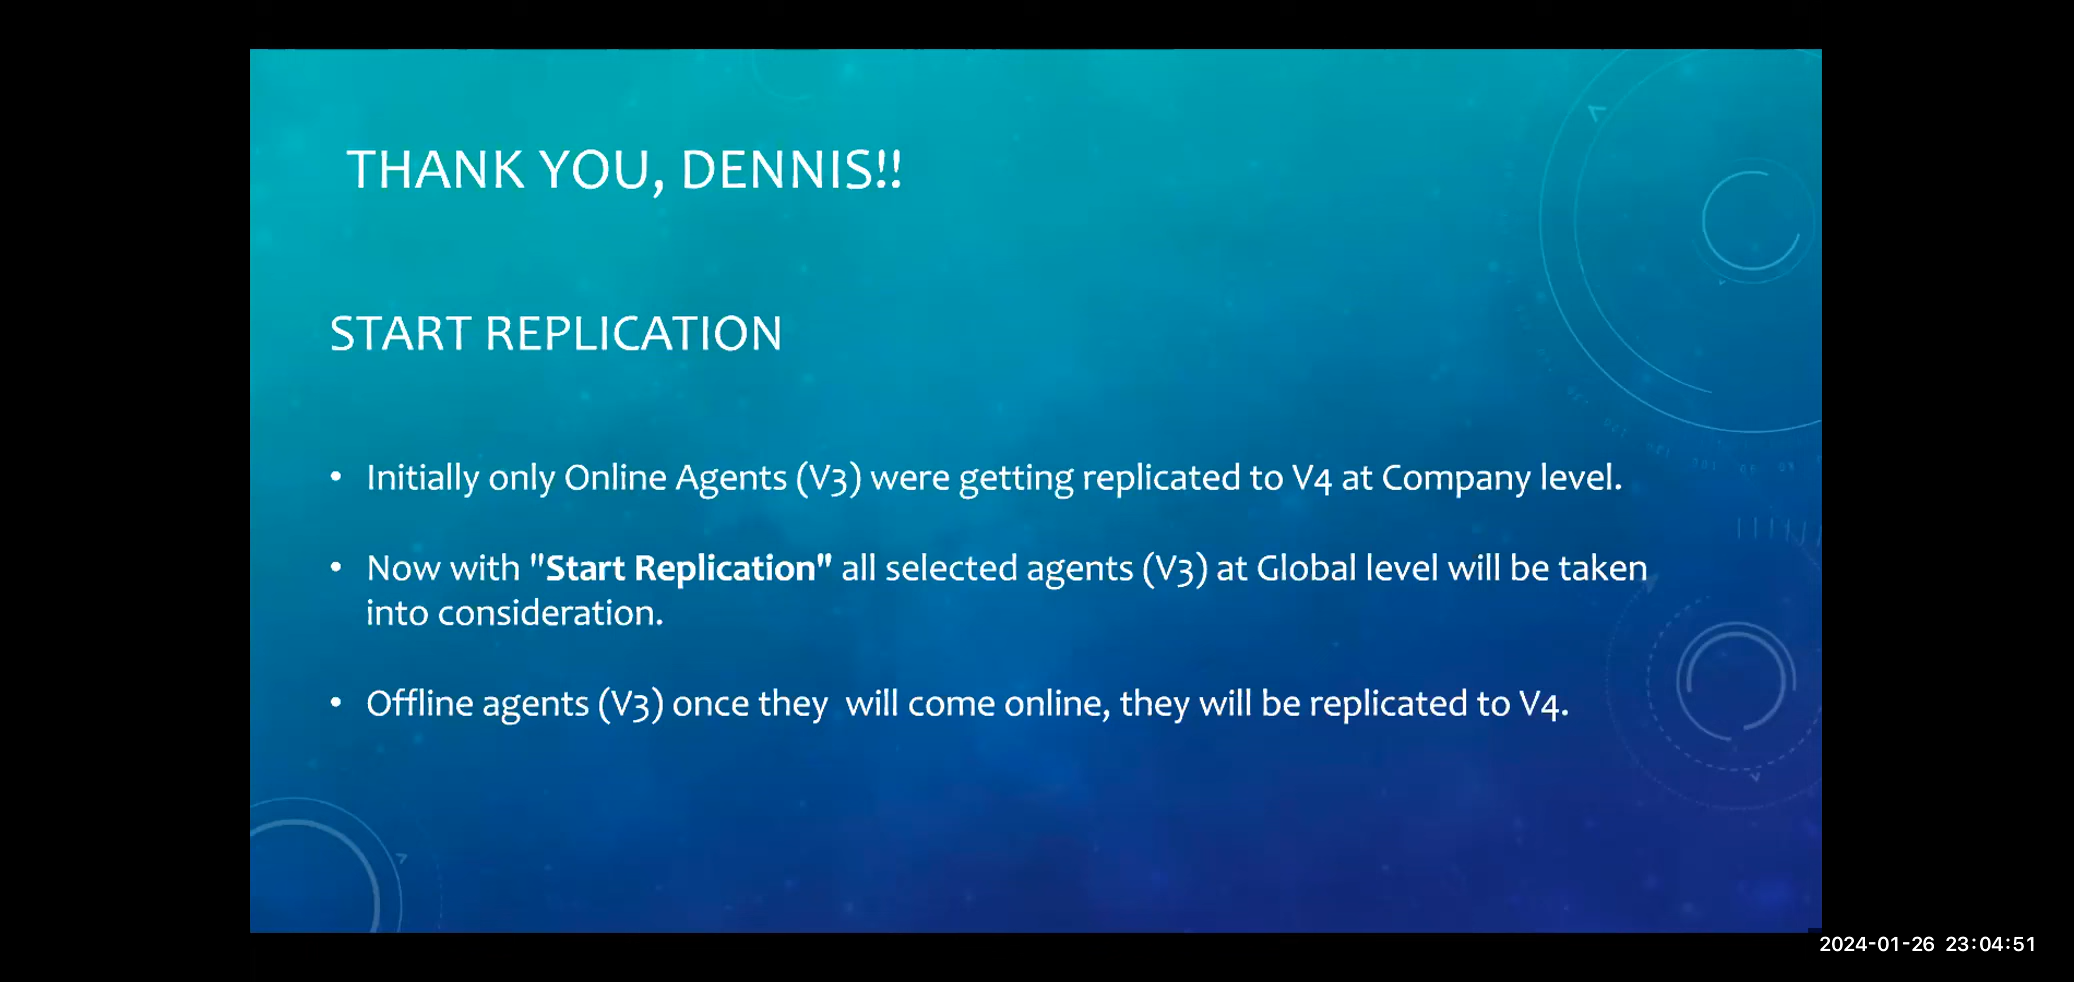 THANK YOU, DENNIS!!
START REPLICATION
• Initially only Online Agents (V3) were getting replicated to V4 at Company level.
• Now with "Start Replication" all selected agents (V3) at Global level will be taken
into consideration.
• Offline agents (V3) once they  will come online, they will be replicated to V4.
2024-01-26 23:04:51